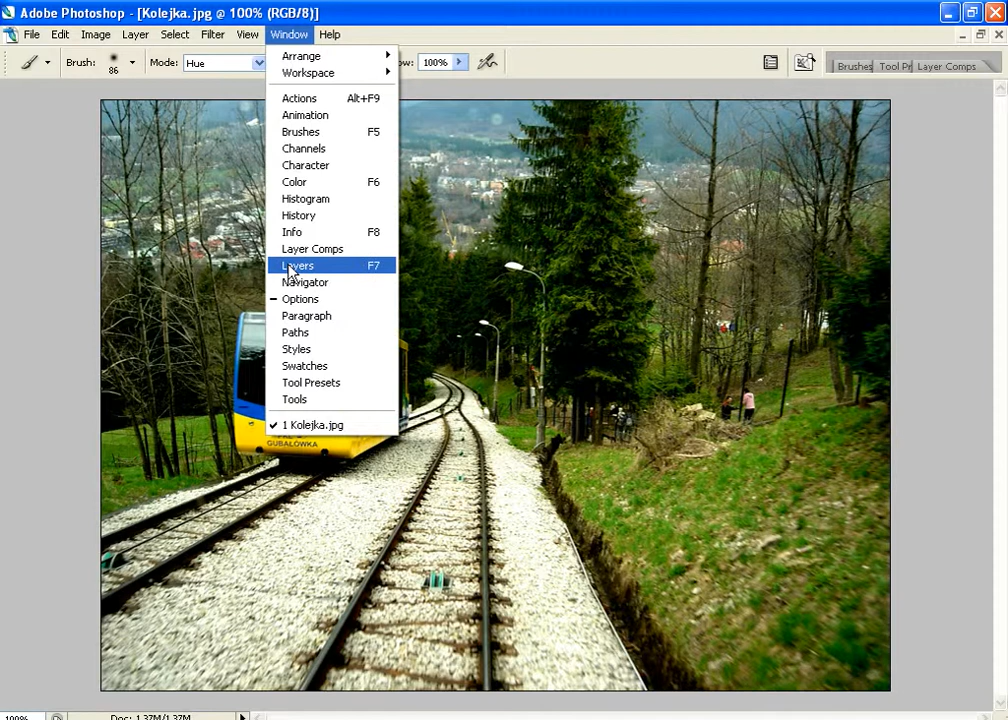 Adobe Photoshop - [Kolejka.jpg @ 100% (RGB/8)]
File Edit Image Layer Select Filter View Window Help
Brush: 86 Mode: Hue 100%
Brushes Tool Pr Layer Comps
Arrange
Workspace
Actions Alt+F9
Animation
Brushes F5
Channels
Character
Color F6
Histogram
History
Info F8
Layer Comps
Layers F7
Navigator
Options
Paragraph
Paths
Styles
Swatches
Tool Presets
Tools
1 Kolejka.jpg
GUBAŁÓWKA
100% Doc: 1.37M/1.37M